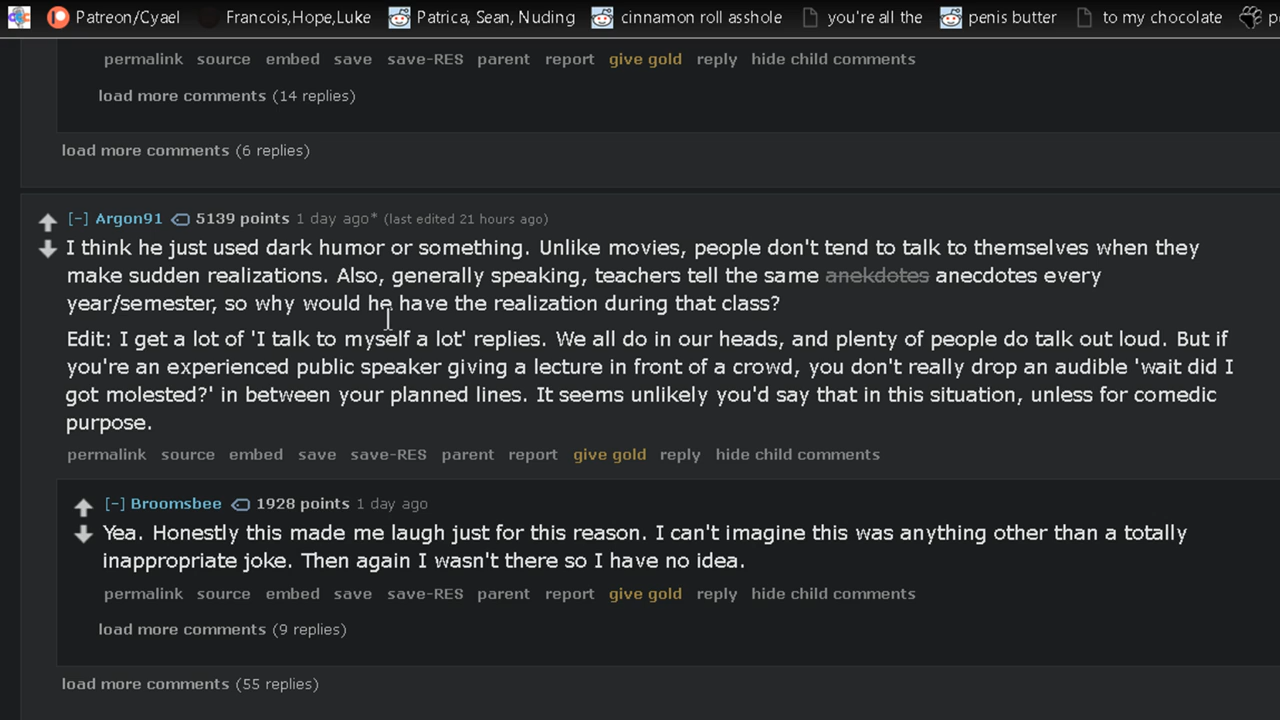 Patreon/Cyael Francois,Hope,Luke Patrica, Sean, Nuding cinnamon roll asshole you're all the penis butter to my chocolate
permalink source embed save save-RES parent report give gold reply hide child comments
load more comments (14 replies)
load more comments (6 replies)
[-] Argon91 5139 points 1 day ago* (last edited 21 hours ago)
I think he just used dark humor or something. Unlike movies, people don't tend to talk to themselves when they
make sudden realizations. Also, generally speaking, teachers tell the same anekdotes anecdotes every
year/semester, so why would he have the realization during that class?
Edit: I get a lot of 'I talk to myself a lot' replies. We all do in our heads, and plenty of people do talk out loud. But if
you're an experienced public speaker giving a lecture in front of a crowd, you don't really drop an audible 'wait did I
got molested?' in between your planned lines. It seems unlikely you'd say that in this situation, unless for comedic
purpose.
permalink source embed save save-RES parent report give gold reply hide child comments
[-] Broomsbee 1928 points 1 day ago
Yea. Honestly this made me laugh just for this reason. I can't imagine this was anything other than a totally
inappropriate joke. Then again I wasn't there so I have no idea.
permalink source embed save save-RES parent report give gold reply hide child comments
load more comments (9 replies)
load more comments (55 replies)